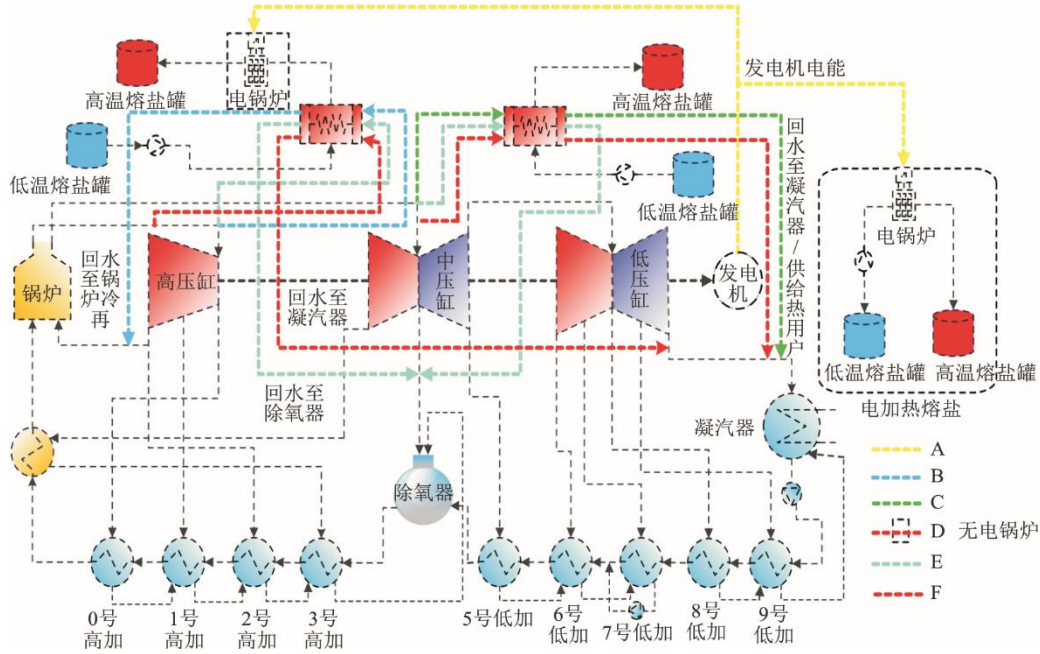 电锅炉
高温熔盐罐
低温熔盐罐
高温熔盐罐
低温熔盐罐
发电机电能
回水至凝汽器/供给热用户
电锅炉
低温熔盐罐
高温熔盐罐
电加热熔盐
锅炉
回水
至锅
炉冷
再
高压缸
回水至
凝汽器
中压缸
低压缸
发电
机
回水至
除氧器
凝汽器
除氧器
A
B
C
D 无电锅炉
E
F
0号
高加
1号
高加
2号
高加
3号
高加
5号低加
6号
低加
7号低加
8号
低加
9号
低加